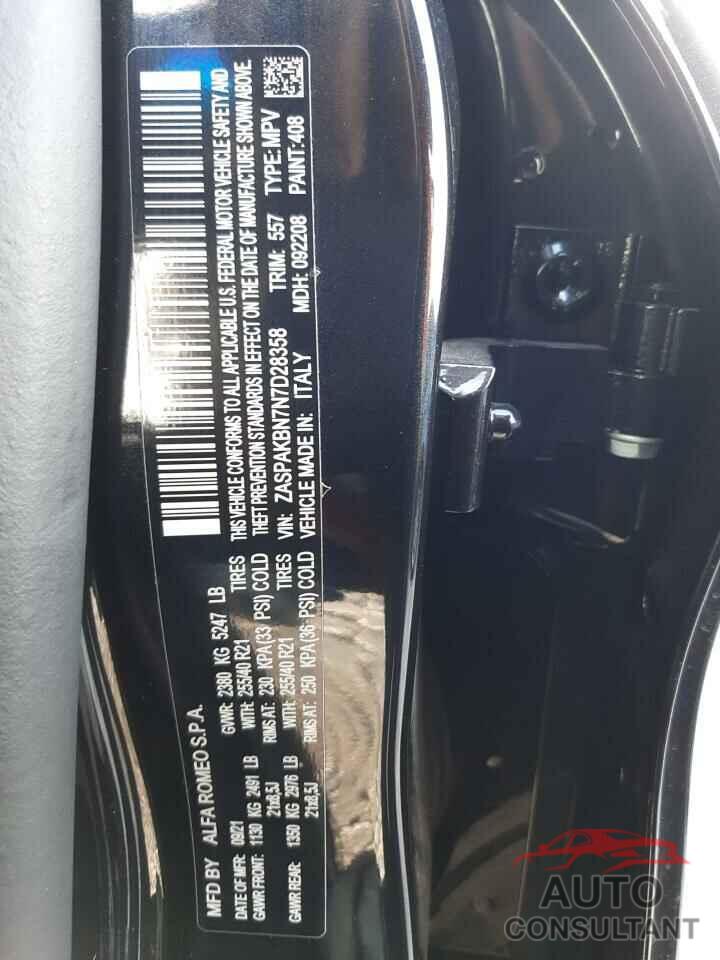 MFD BY ALFA ROMEO S.P.A.
DATE OF MFR: 09/21 GVWR: 2380 KG 5247 LB
GAWR FRONT: 1130 KG 2491 LB WITH: 255/40 R21 TIRES
21x8,5J RIMS AT: 230 KPA (33 PSI) COLD
GAWR REAR: 1350 KG 2976 LB WITH: 255/40 R21 TIRES
21x8,5J RIMS AT: 250 KPA (36 PSI) COLD
THIS VEHICLE CONFORMS TO ALL APPLICABLE U.S. FEDERAL MOTOR VEHICLE SAFETY AND
THEFT PREVENTION STANDARDS IN EFFECT ON THE DATE OF MANUFACTURE SHOWN ABOVE.
VIN: ZASPAKBN7N7D28358 TRIM: 557 TYPE: MPV
VEHICLE MADE IN: ITALY MDH: 092208 PAINT: 408
AUTO
CONSULTANT